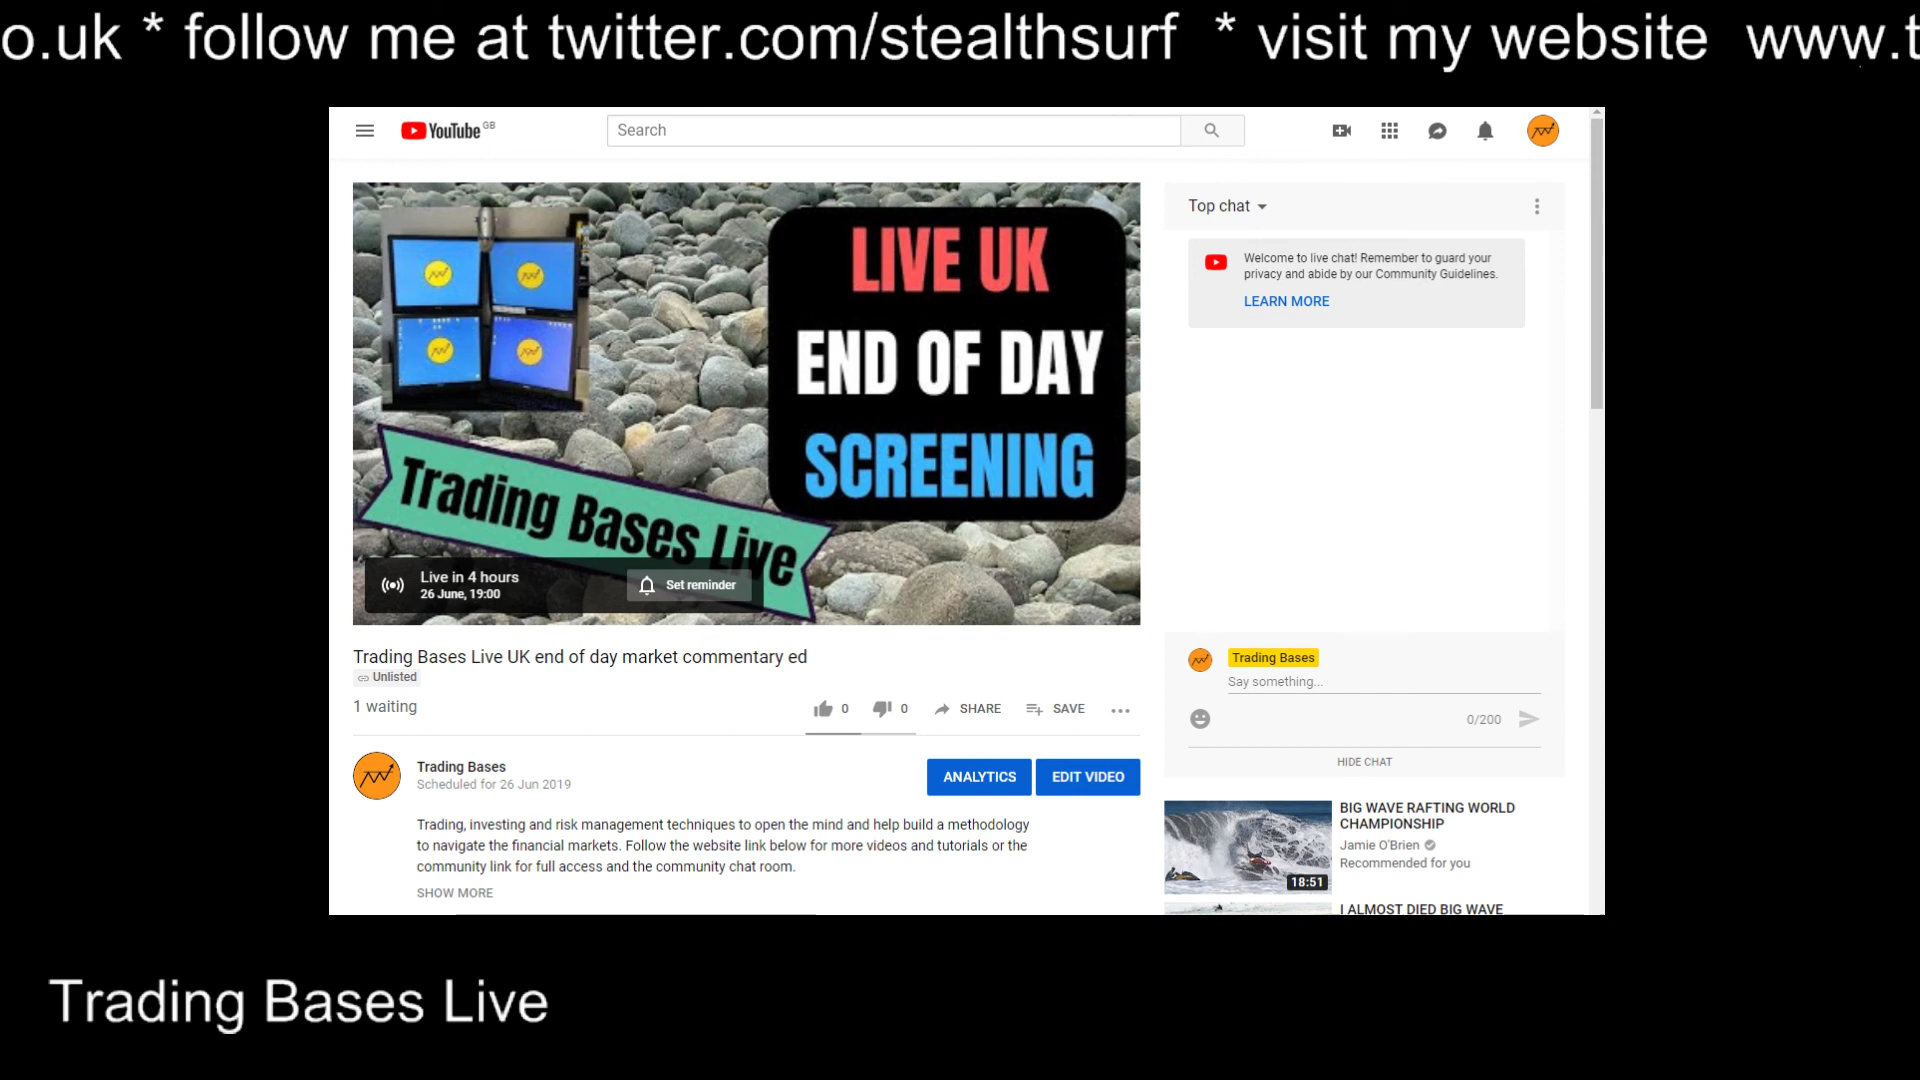 o.uk * follow me at twitter.com/stealthsurf * visit my website www.t
YouTube GB
Search
LIVE UK
END OF DAY
SCREENING
Trading Bases Live
Live in 4 hours
26 June, 19:00
Set reminder
Top chat
Welcome to live chat! Remember to guard your
privacy and abide by our Community Guidelines.
LEARN MORE
Trading Bases Live UK end of day market commentary ed
Unlisted
1 waiting
0
0
SHARE
SAVE
Trading Bases
Say something...
0/200
HIDE CHAT
Trading Bases
Scheduled for 26 Jun 2019
ANALYTICS
EDIT VIDEO
Trading, investing and risk management techniques to open the mind and help build a methodology
to navigate the financial markets. Follow the website link below for more videos and tutorials or the
community link for full access and the community chat room.
SHOW MORE
BIG WAVE RAFTING WORLD
CHAMPIONSHIP
Jamie O'Brien
Recommended for you
18:51
I ALMOST DIED BIG WAVE
Trading Bases Live